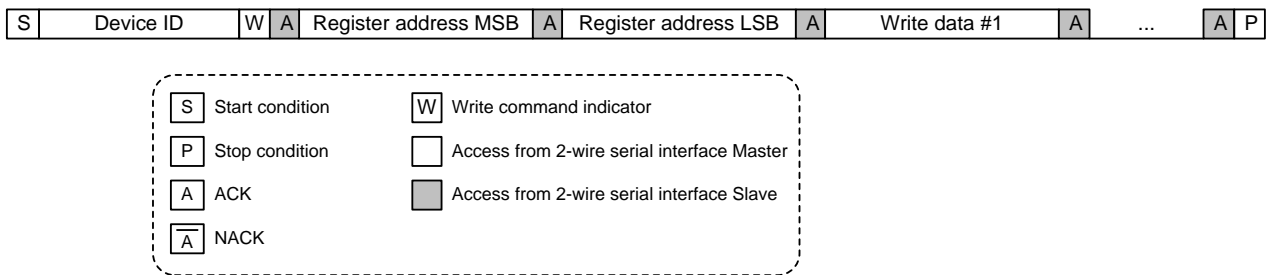 S Device ID W A Register address MSB A Register address LSB A Write data #1 A ... A P
S Start condition W Write command indicator
P Stop condition Access from 2-wire serial interface Master
A ACK Access from 2-wire serial interface Slave
A NACK